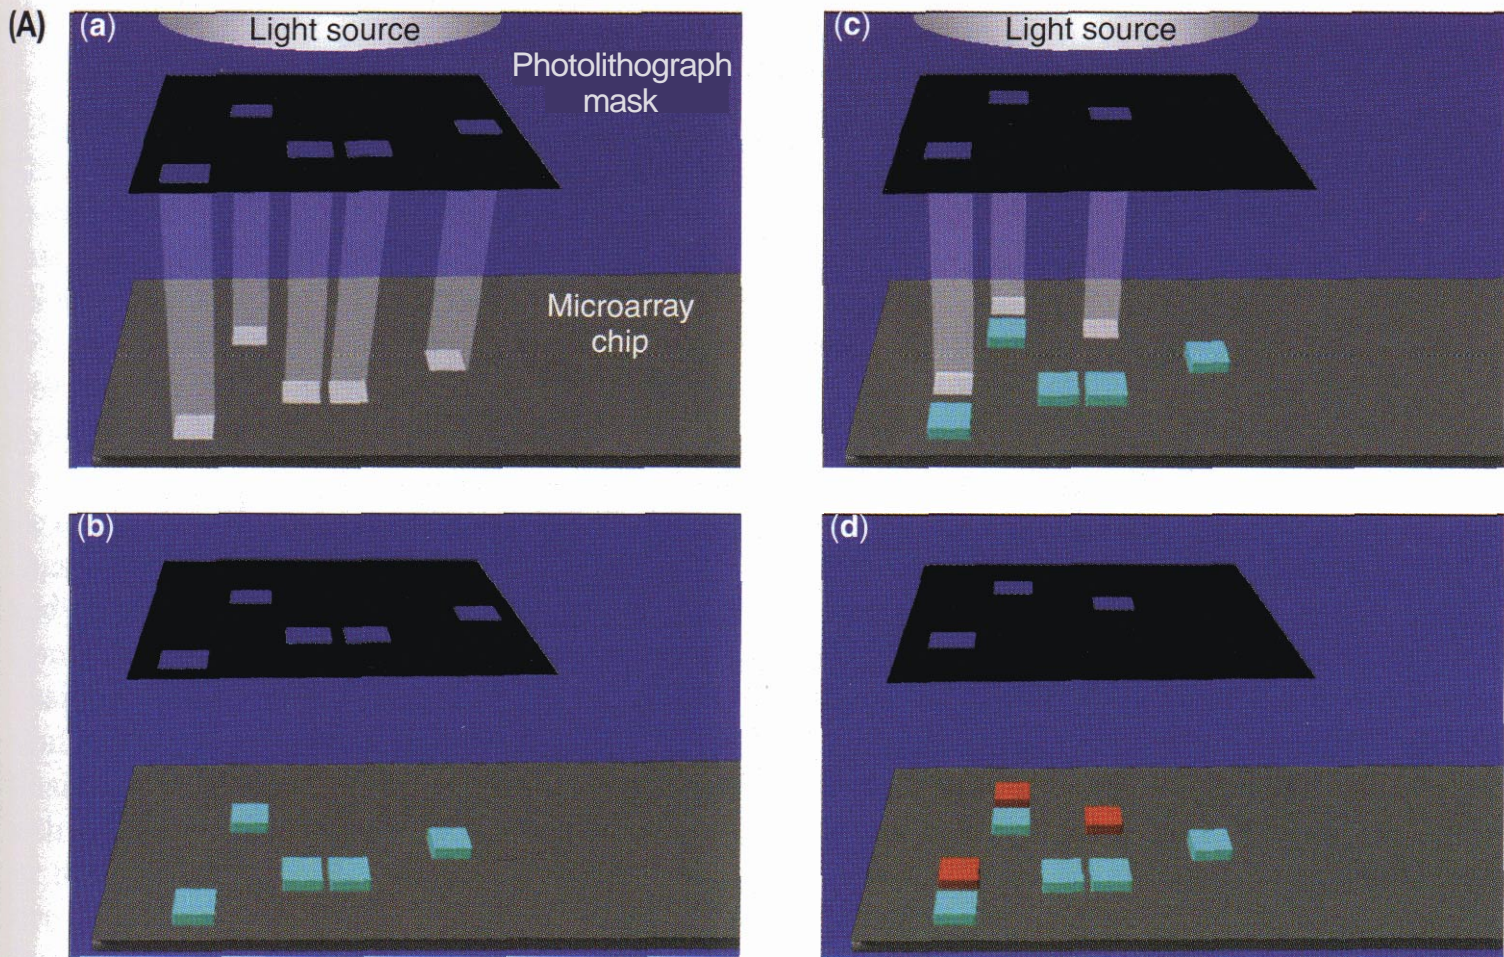 (A)
(a)
Light source
Photolithograph
mask
Microarray
chip
(c)
Light source
(b)
(d)